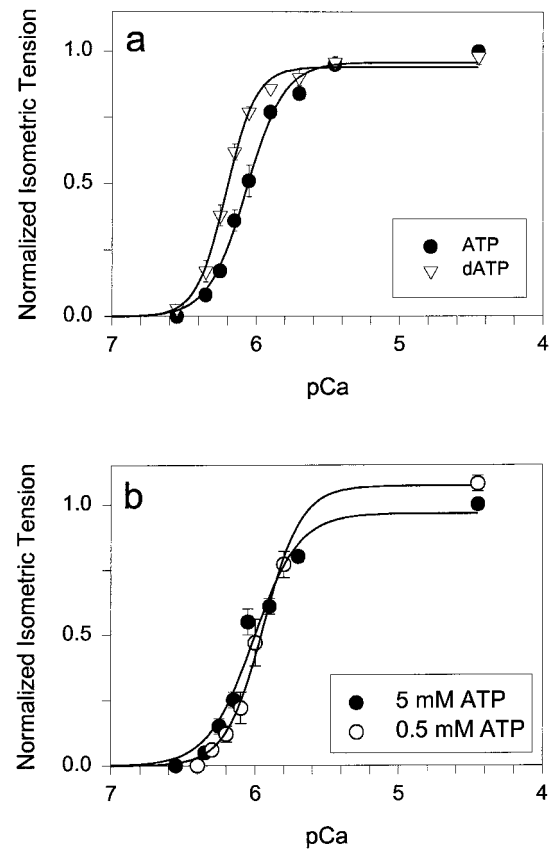 a
Normalized Isometric Tension
1.0
0.5
0.0
ATP
dATP
7 6 5 4
pCa
b
Normalized Isometric Tension
1.0
0.5
0.0
5 mM ATP
0.5 mM ATP
7 6 5 4
pCa